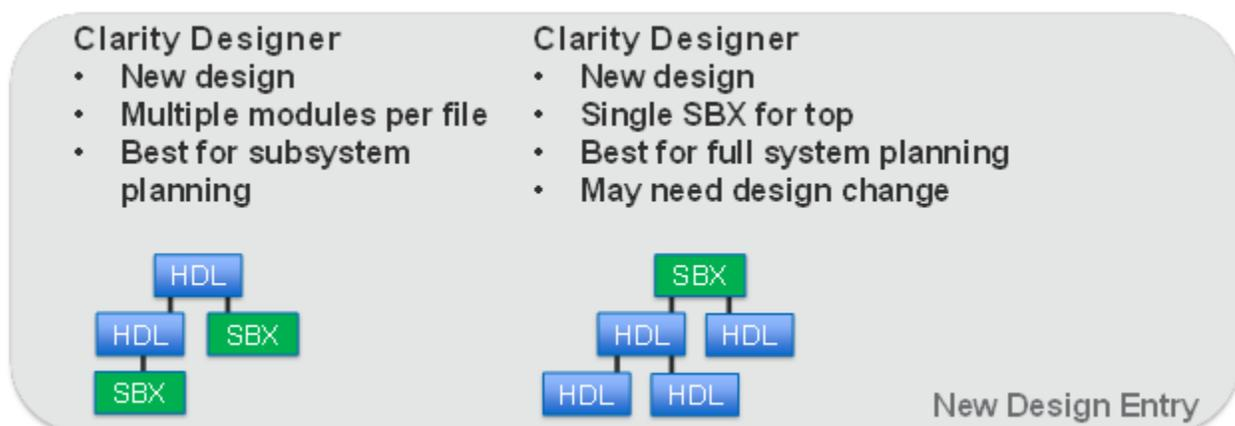 Clarity Designer
• New design
• Multiple modules per file
• Best for subsystem
planning
Clarity Designer
• New design
• Single SBX for top
• Best for full system planning
• May need design change
HDL
HDL
SBX
SBX
SBX
HDL
HDL
HDL
HDL
New Design Entry